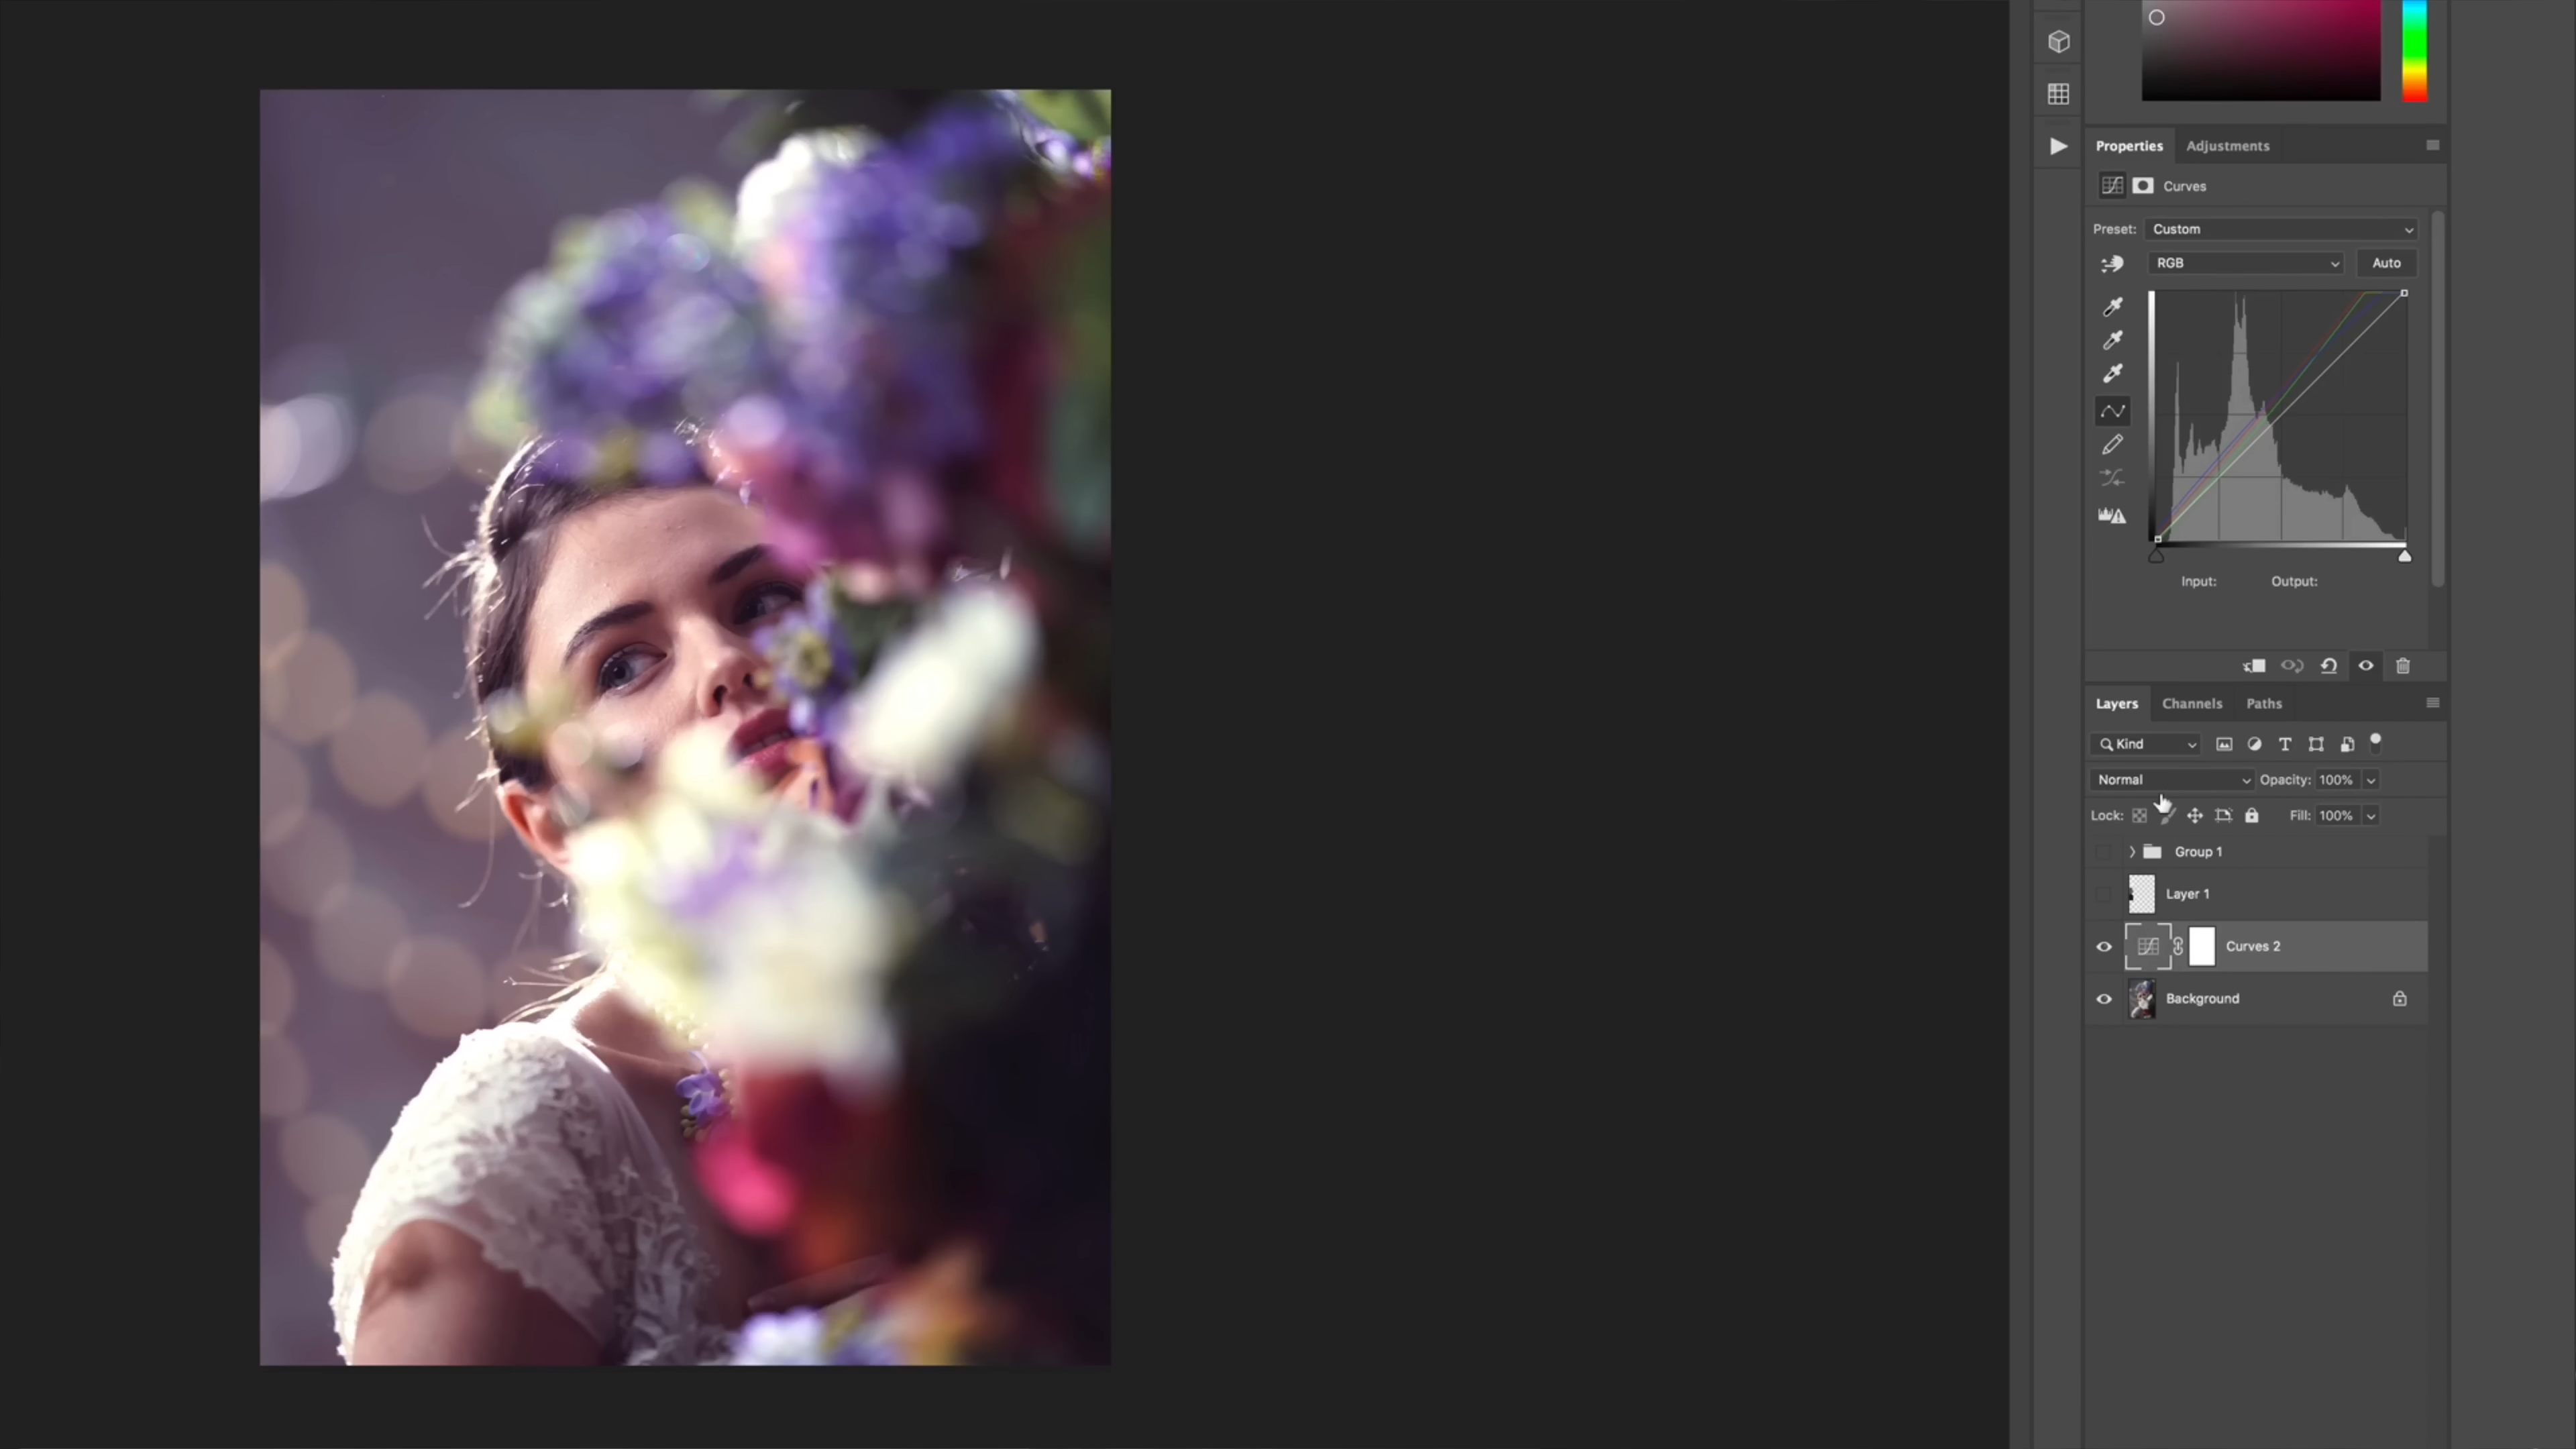 Properties Adjustments
Curves
Preset: Custom
RGB Auto
Input: Output:
Layers Channels Paths
Kind
Normal Opacity: 100%
Lock: Fill: 100%
Group 1
Layer 1
Curves 2
Background